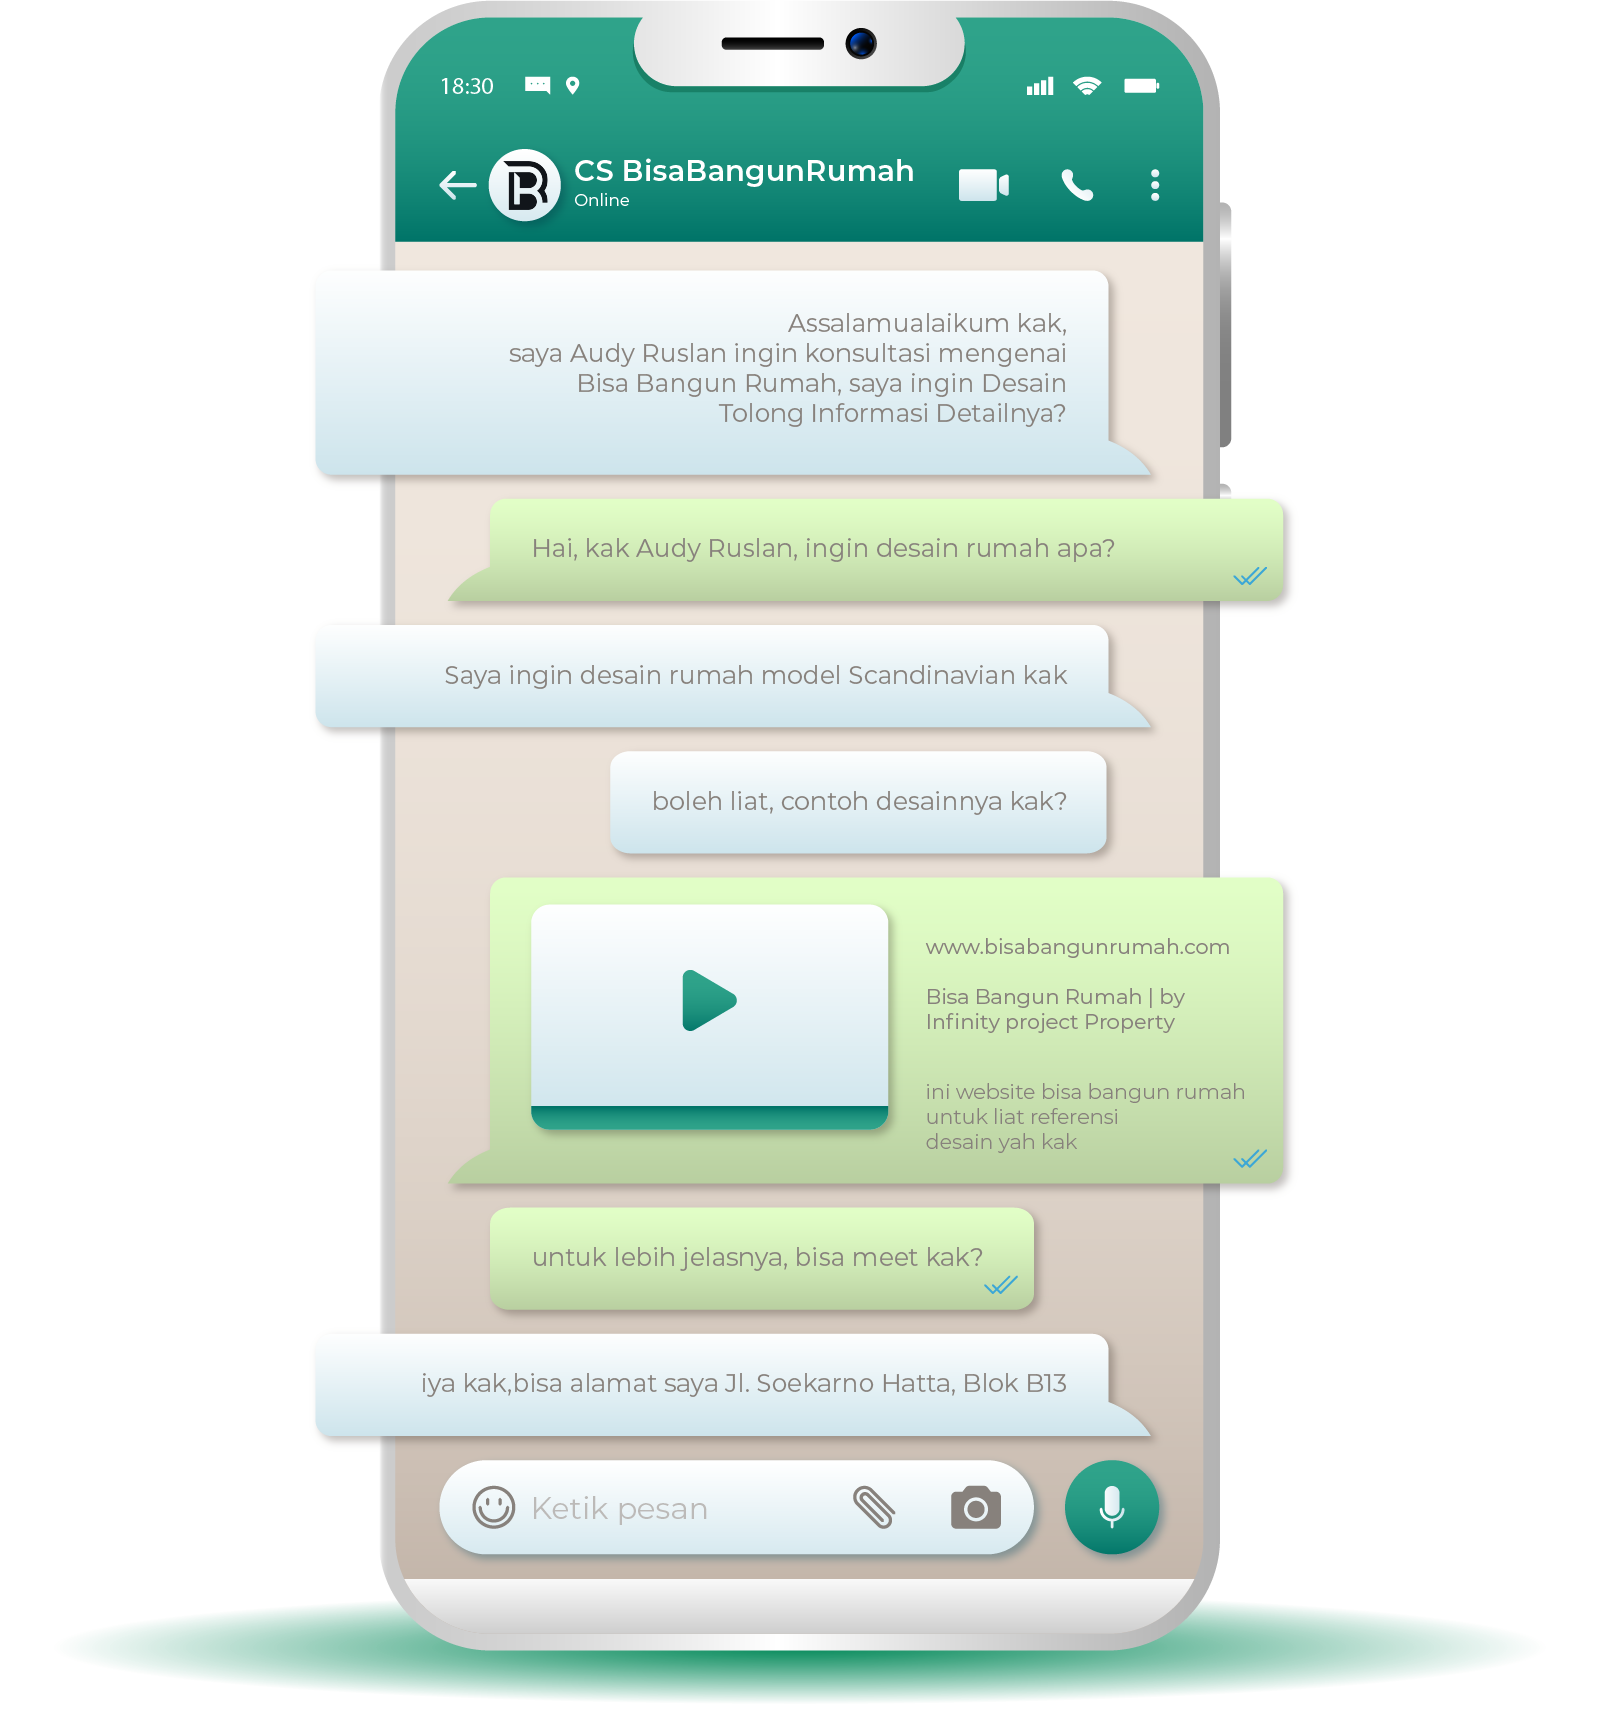 18:30
CS BisaBangunRumah
Online
Assalamualaikum kak,
saya Audy Ruslan ingin konsultasi mengenai
Bisa Bangun Rumah, saya ingin Desain
Tolong Informasi Detailnya?
Hai, kak Audy Ruslan, ingin desain rumah apa?
Saya ingin desain rumah model Scandinavian kak
boleh liat, contoh desainnya kak?
www.bisabangunrumah.com
Bisa Bangun Rumah | by
Infinity project Property
ini website bisa bangun rumah
untuk liat referensi
desain yah kak
untuk lebih jelasnya, bisa meet kak?
iya kak,bisa alamat saya Jl. Soekarno Hatta, Blok B13
Ketik pesan